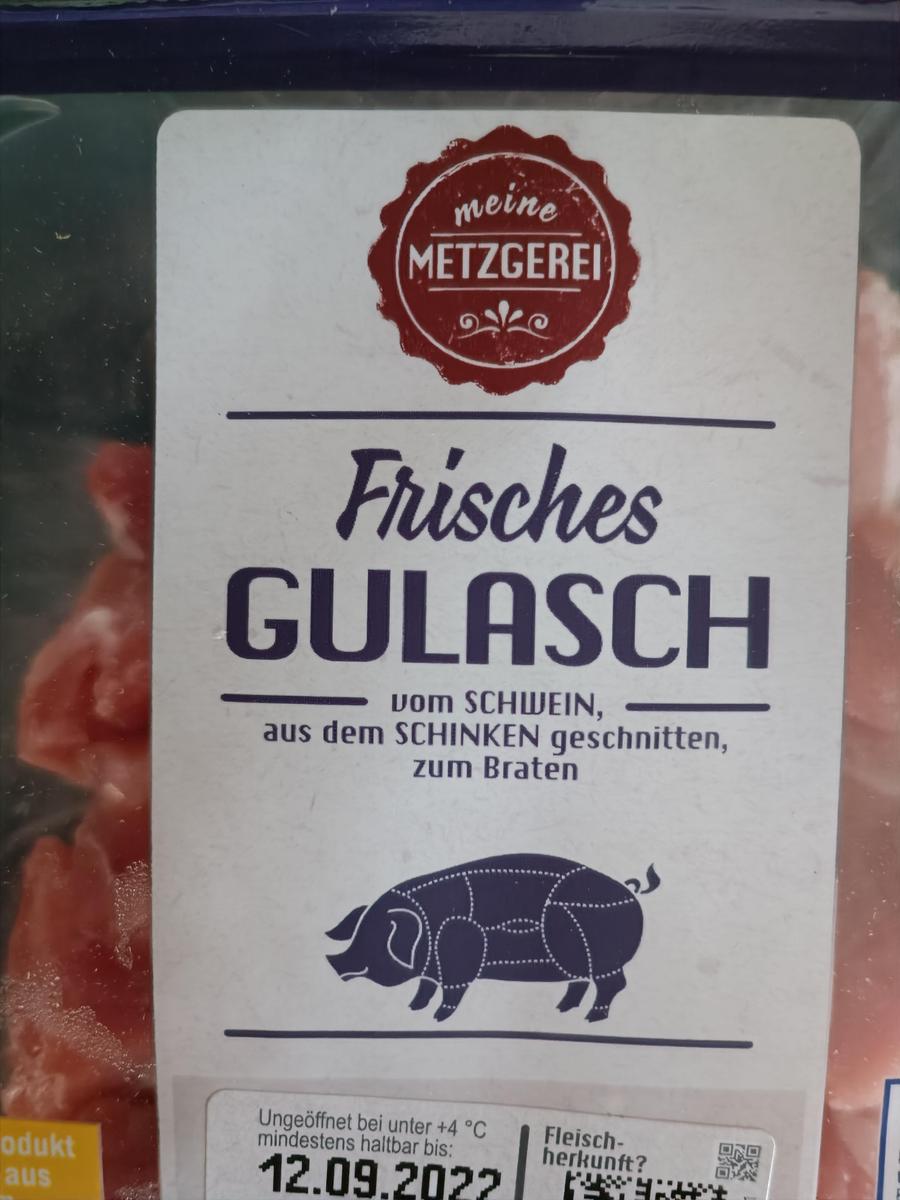 meine
METZGEREI
Frisches
GULASCH
vom SCHWEIN,
aus dem SCHINKEN geschnitten,
zum Braten
Ungeöffnet bei unter +4 °C
mindestens haltbar bis:
12.09.2022
Fleisch-
herkunft?
odukt
aus